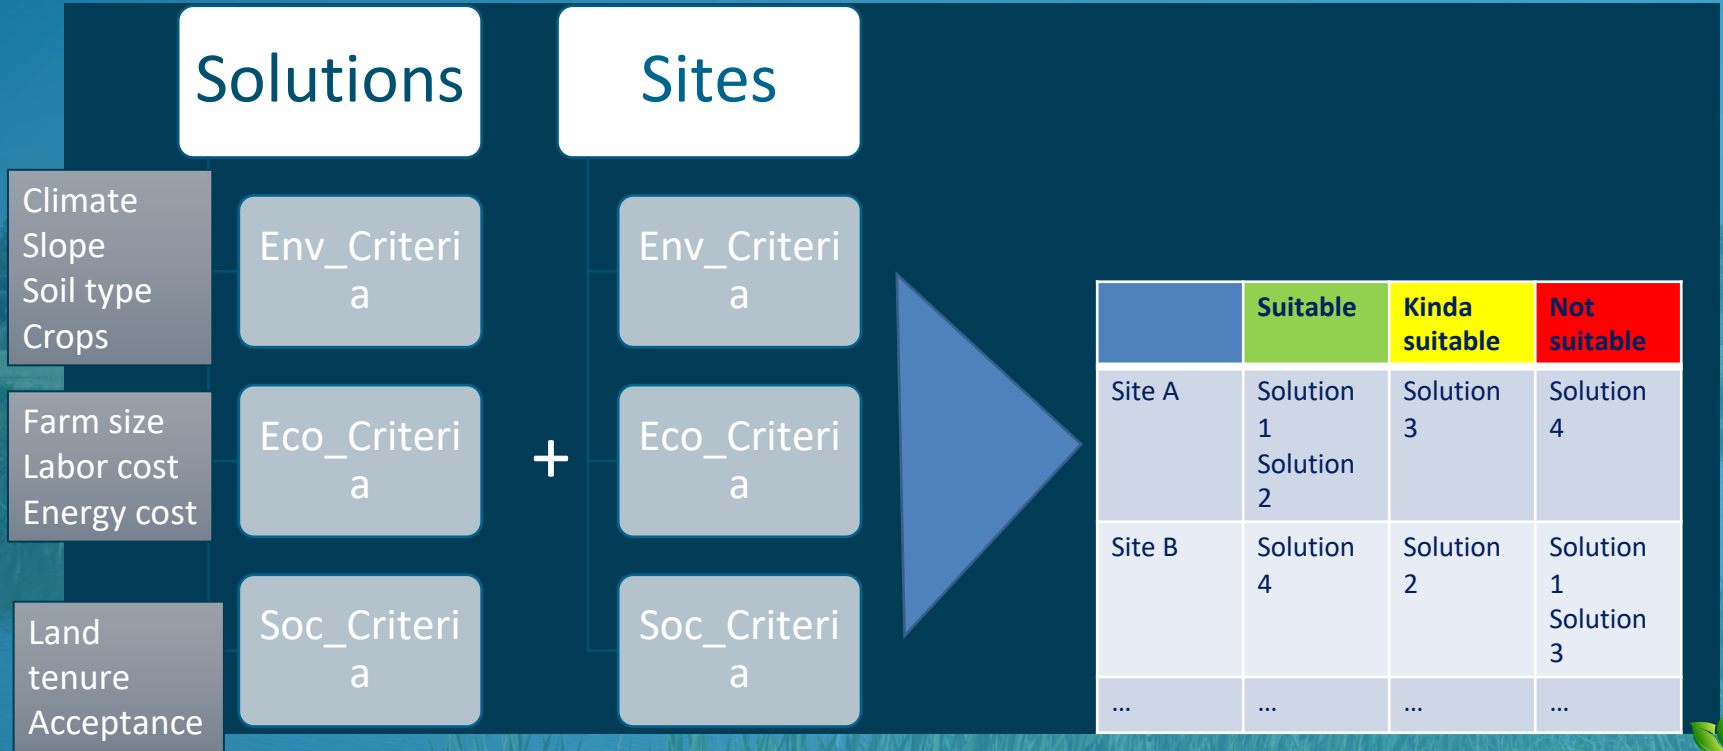 Solutions
Sites
Climate
Slope
Soil type
Crops
Env_Criteri
a
Env_Criteri
a
Farm size
Labor cost
Energy cost
Eco_Criteri
a
+
Eco_Criteri
a
Land
tenure
Acceptance
Soc_Criteri
a
Soc_Criteri
a
Suitable
Kinda
suitable
Not
suitable
Site A
Solution
1
Solution
2
Solution
3
Solution
4
Site B
Solution
4
Solution
2
Solution
1
Solution
3
...
...
...
...